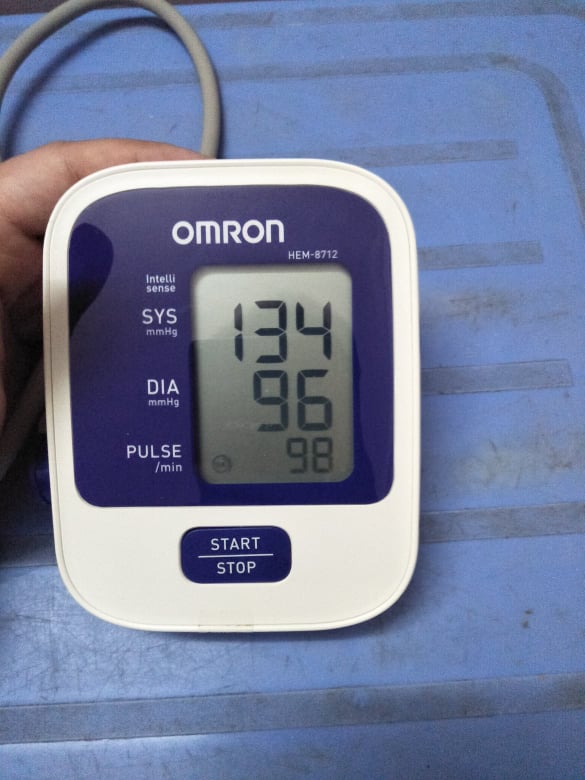 OMRON
HEM-8712
Intelli
sense
SYS
mmHg
134
DIA
mmHg
96
PULSE
/min
98
START
STOP